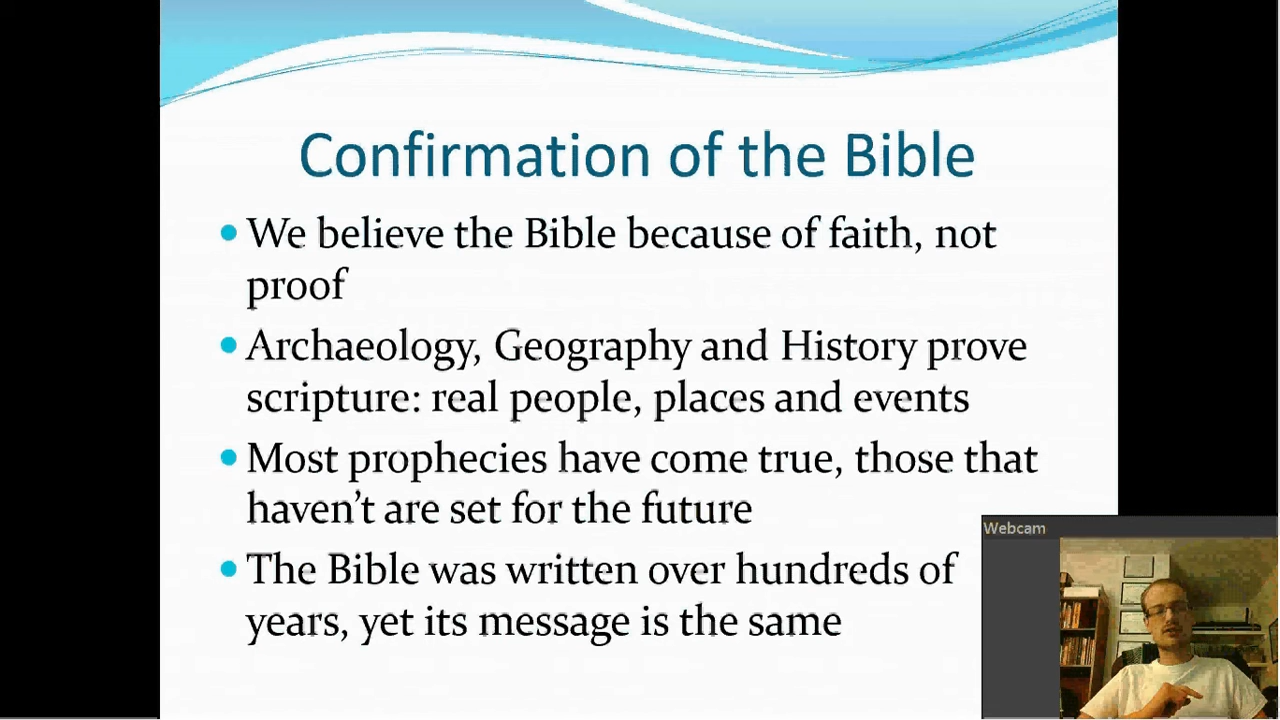 Confirmation of the Bible
• We believe the Bible because of faith, not
proof
• Archaeology, Geography and History prove
scripture: real people, places and events
• Most prophecies have come true, those that
haven't are set for the future
• The Bible was written over hundreds of
years, yet its message is the same
Webcam